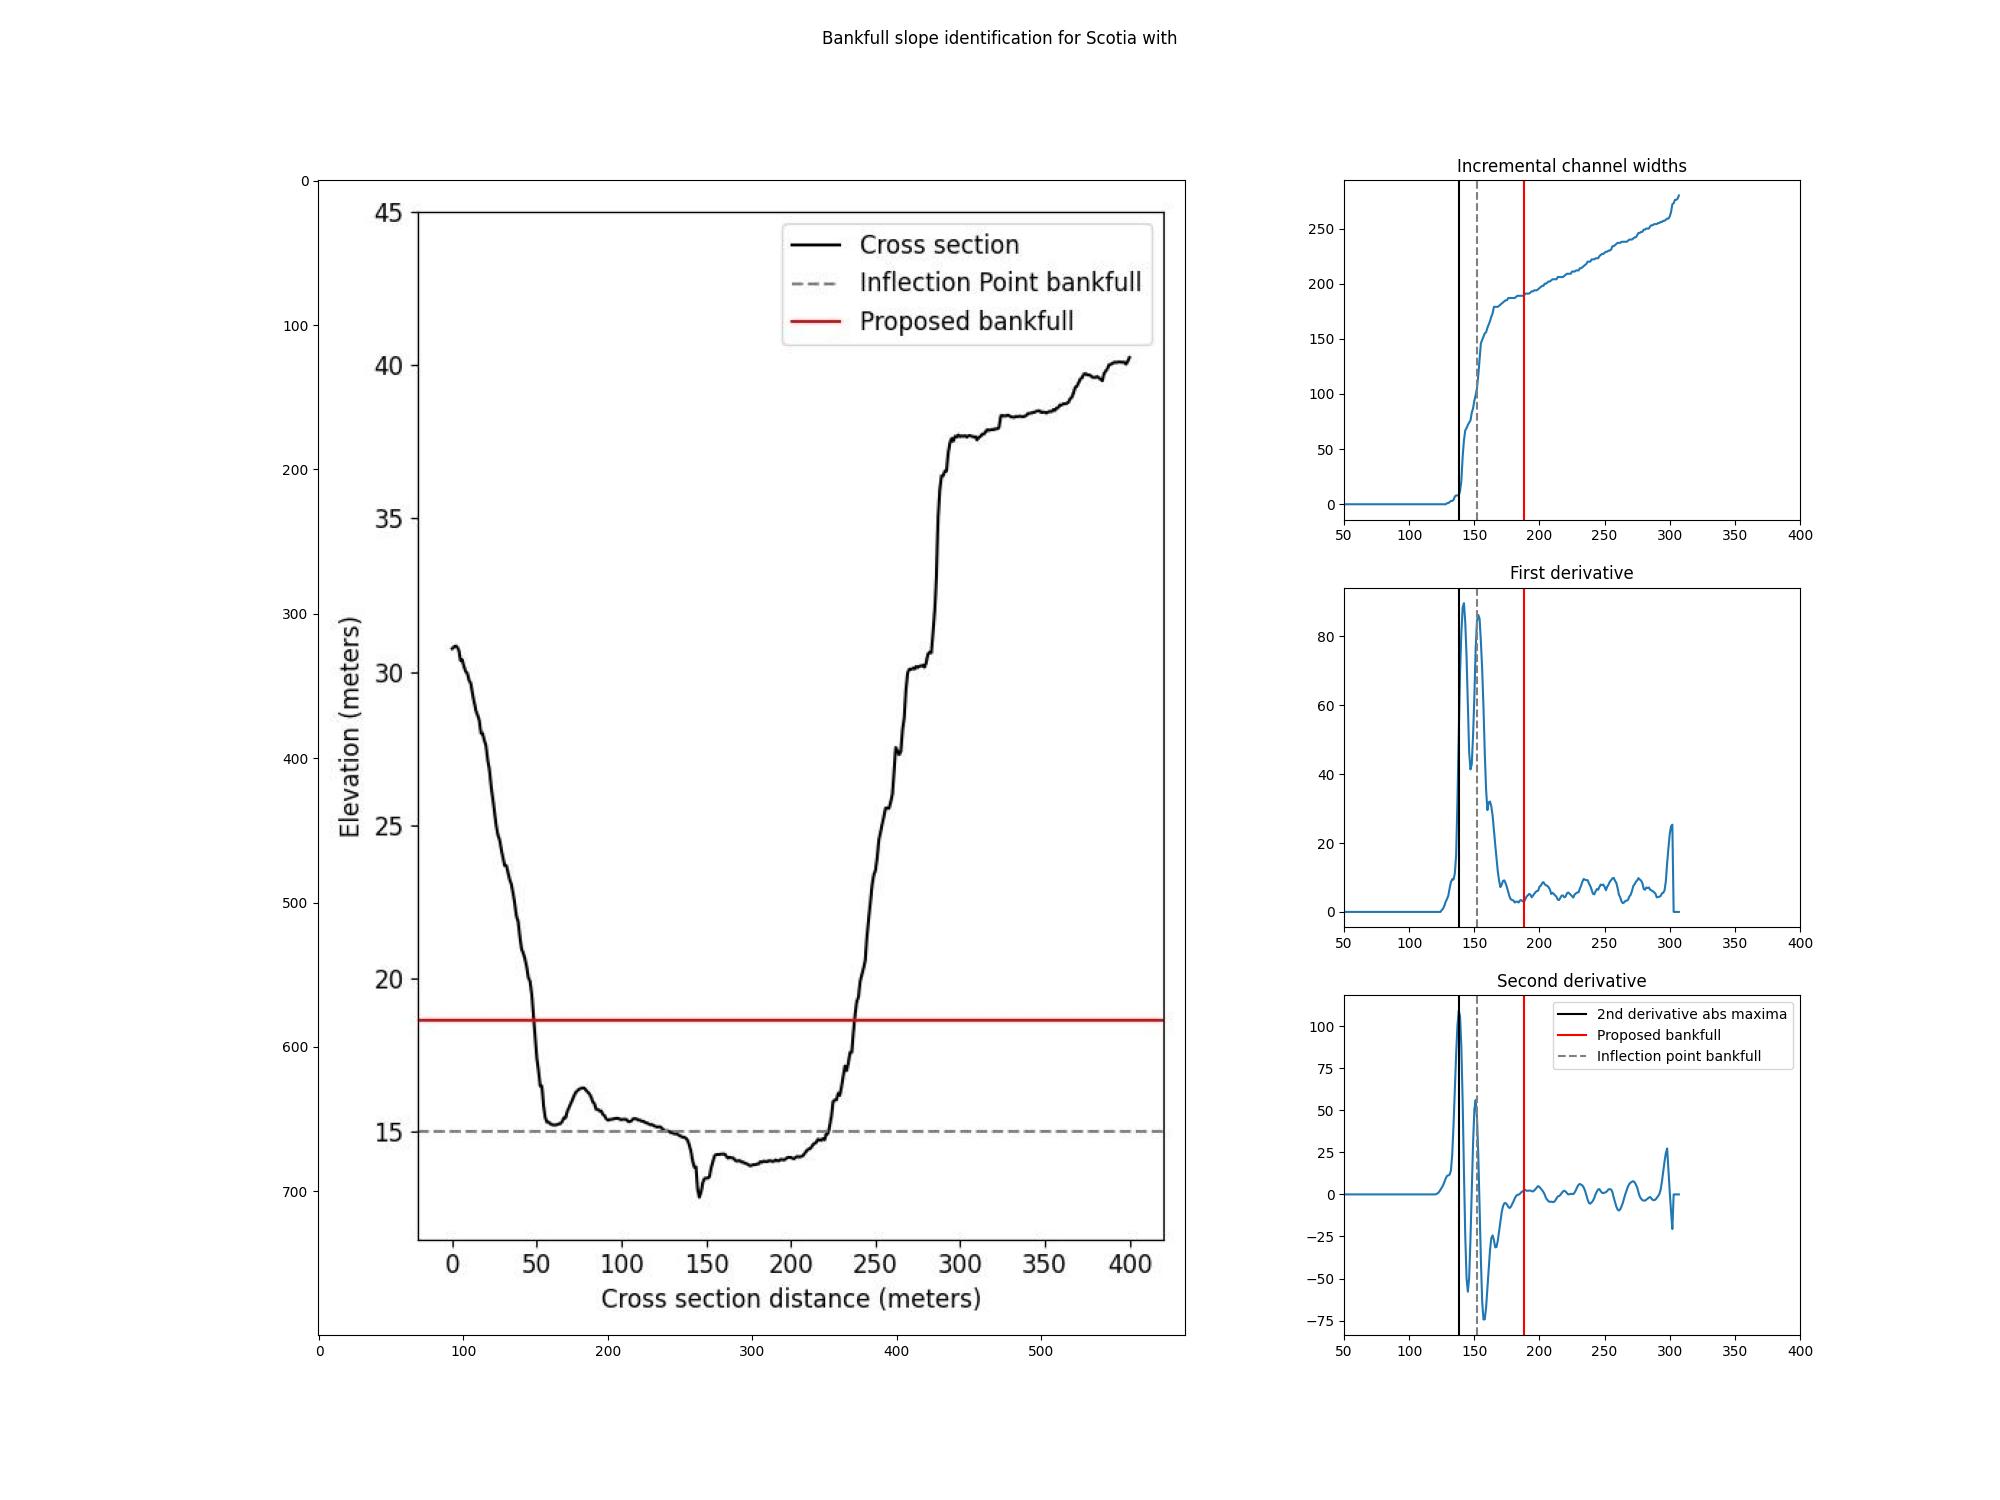 Bankfull slope identification for Scotia with
0
100
200
300
400
500
600
700
0
100
200
300
400
500
45
40
35
30
25
20
15
Elevation (meters)
Cross section
Inflection Point bankfull
Proposed bankfull
0 50 100 150 200 250 300 350 400
Cross section distance (meters)
Incremental channel widths
250
200
150
100
50
0
50 100 150 200 250 300 350 400
First derivative
80
60
40
20
0
50 100 150 200 250 300 350 400
Second derivative
100
75
50
25
0
−25
−50
−75
2nd derivative abs maxima
Proposed bankfull
Inflection point bankfull
50 100 150 200 250 300 350 400